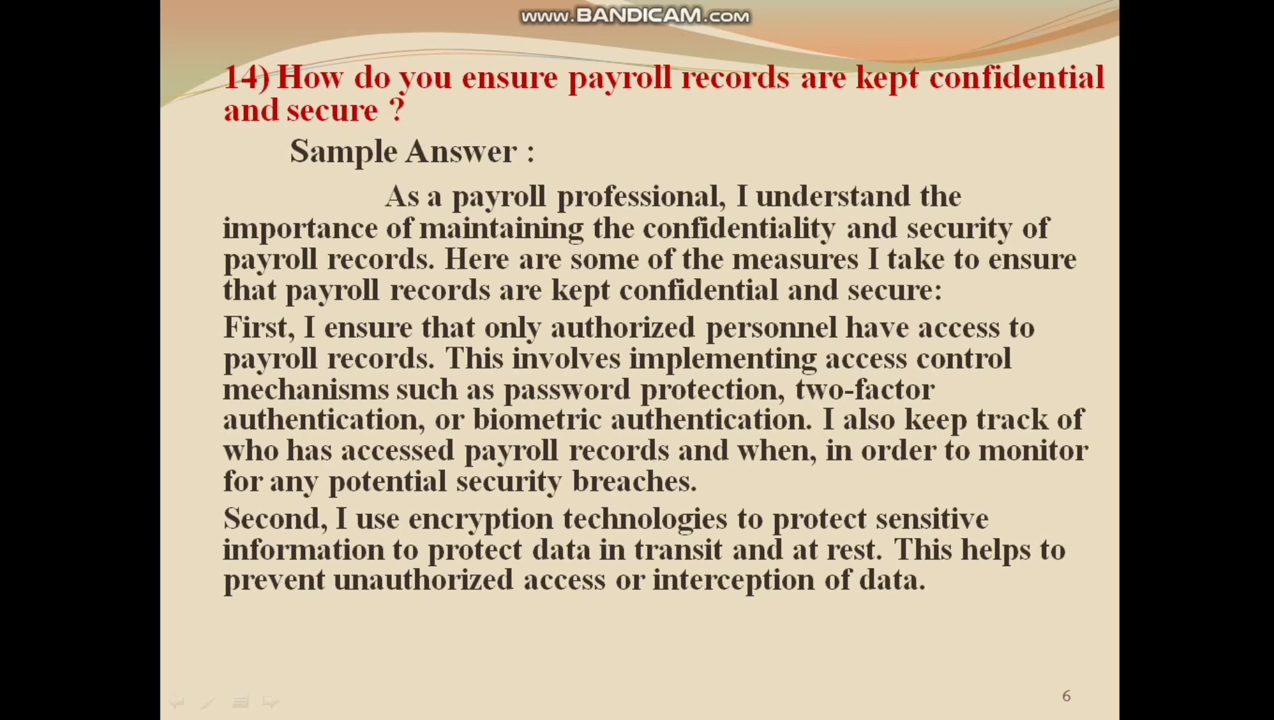 www.BANDICAM.com
14) How do you ensure payroll records are kept confidential
and secure ?
Sample Answer :
As a payroll professional, I understand the
importance of maintaining the confidentiality and security of
payroll records. Here are some of the measures I take to ensure
that payroll records are kept confidential and secure:
First, I ensure that only authorized personnel have access to
payroll records. This involves implementing access control
mechanisms such as password protection, two-factor
authentication, or biometric authentication. I also keep track of
who has accessed payroll records and when, in order to monitor
for any potential security breaches.
Second, I use encryption technologies to protect sensitive
information to protect data in transit and at rest. This helps to
prevent unauthorized access or interception of data.
6